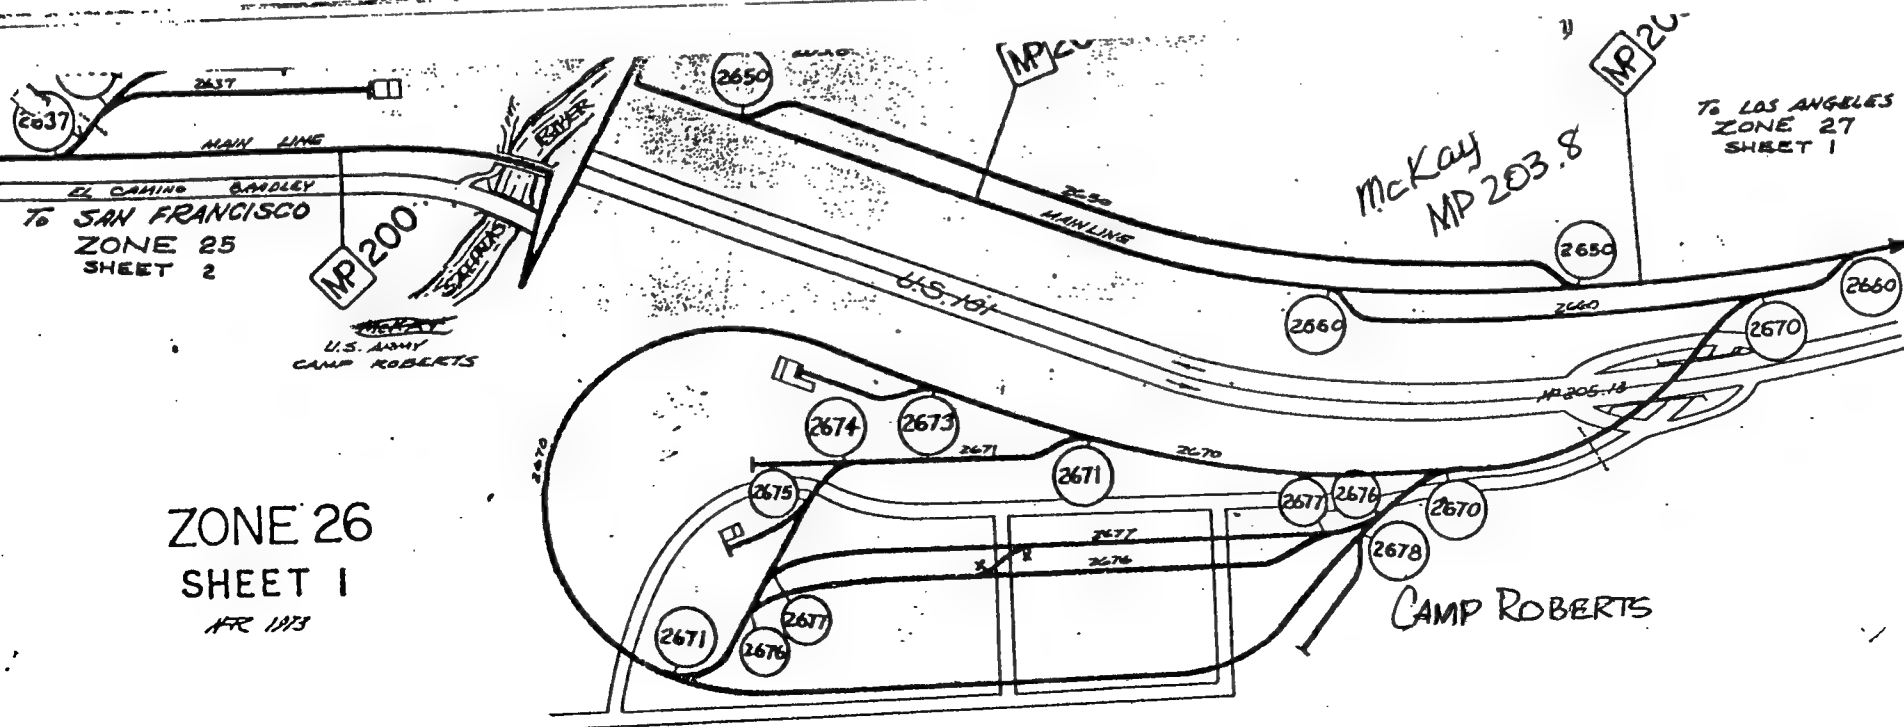 2637
2637
MAIN LINE
EL CAMINO BRADLEY
TO SAN FRANCISCO
ZONE 25
SHEET 2
MP 200
RIVER
SALINAS
U.S. ARMY
CAMP ROBERTS
2650
MP
2650
MAINLINE
U.S. 101
McKay
MP 203.8
MP
TO LOS ANGELES
ZONE 27
SHEET 1
2650
2660
2660
2660
2670
MP 205.18
2670
2674
2673
2671
2671
2670
2675
2677
2676
2670
2678
2677
2676
2677
2676
2671
CAMP ROBERTS
ZONE 26
SHEET 1
APR 1973